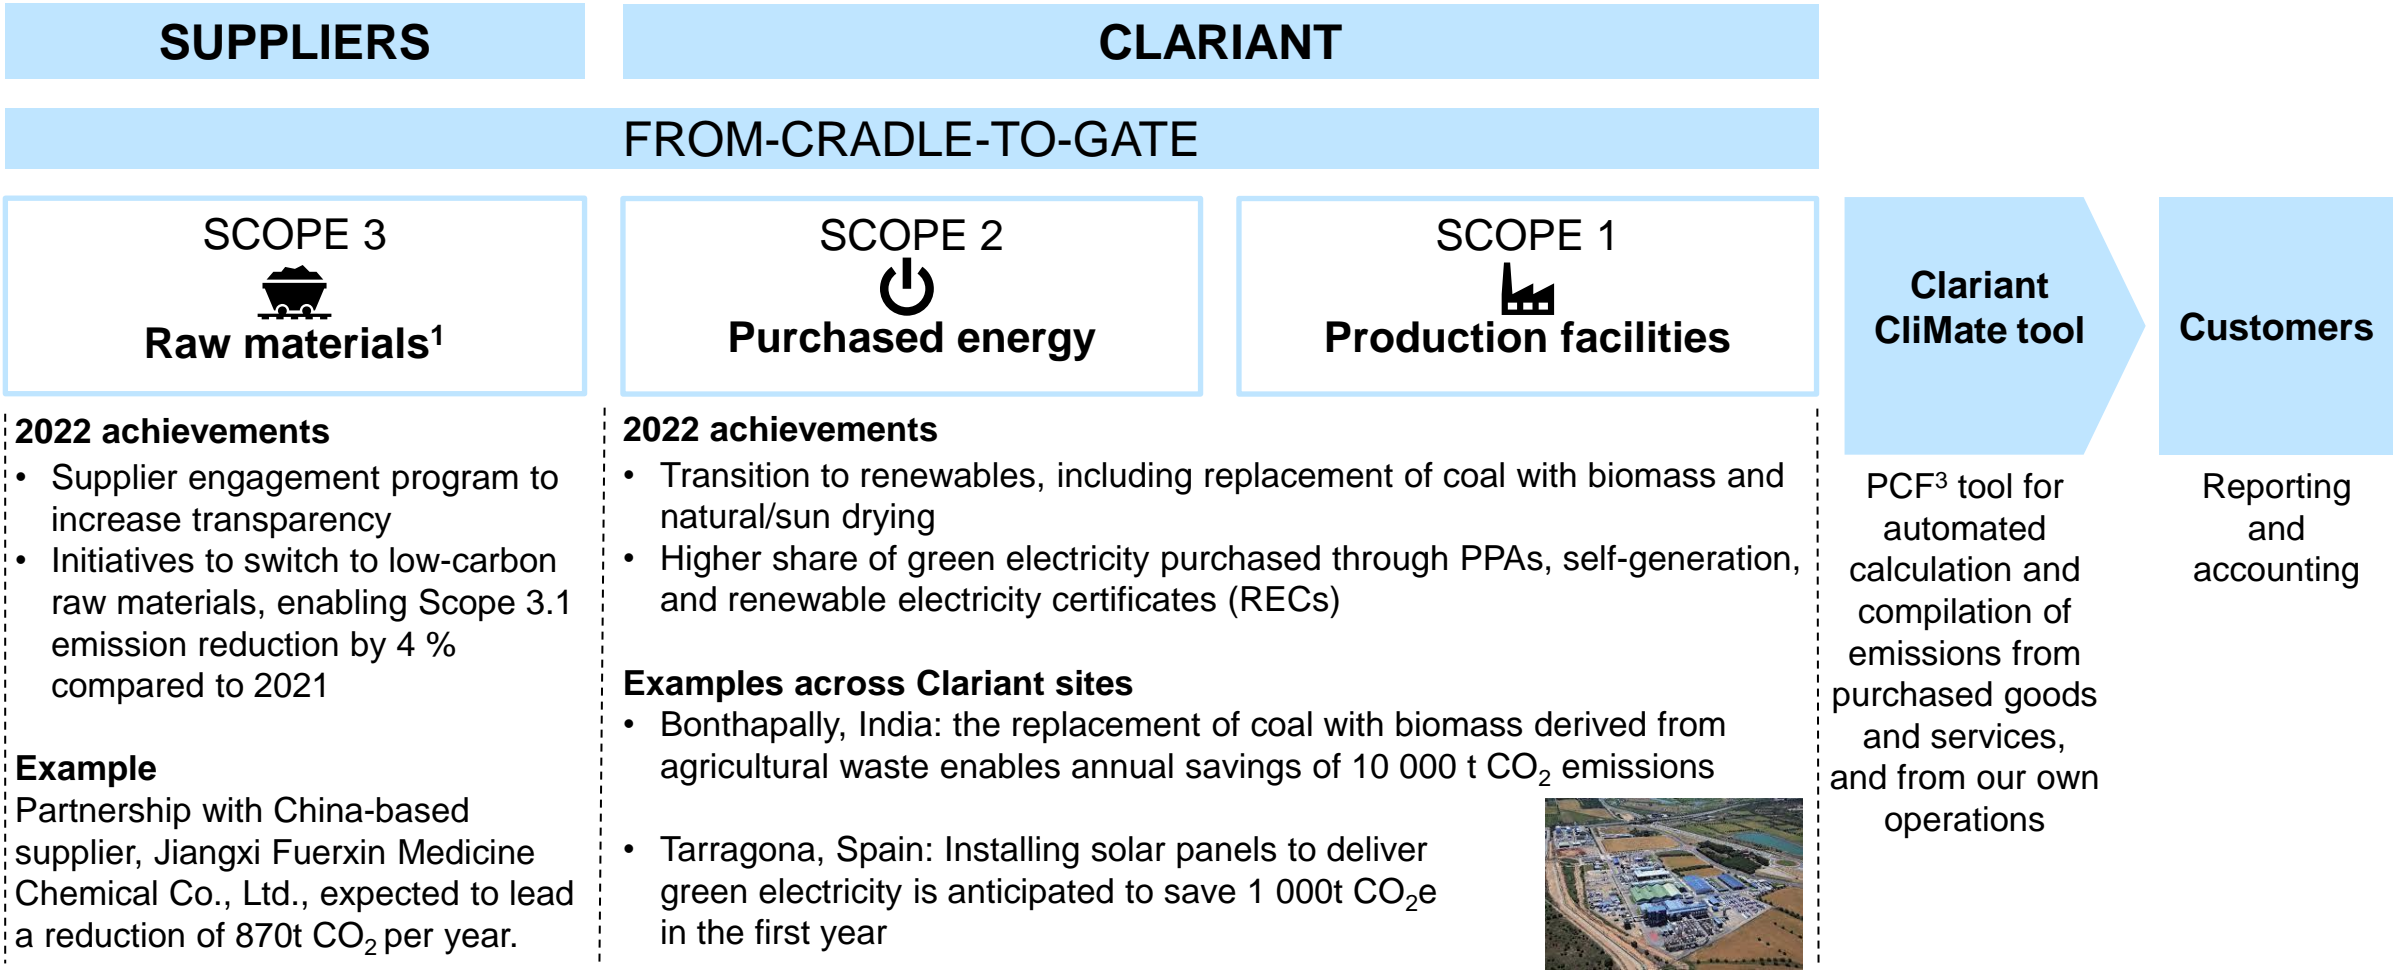 SUPPLIERS
CLARIANT
FROM-CRADLE-TO-GATE
SCOPE 3
Raw materials¹
SCOPE 2
Purchased energy
SCOPE 1
Production facilities
Clariant
CliMate tool
Customers
2022 achievements
• Supplier engagement program to
increase transparency
• Initiatives to switch to low-carbon
raw materials, enabling Scope 3.1
emission reduction by 4 %
compared to 2021
Example
Partnership with China-based
supplier, Jiangxi Fuerxin Medicine
Chemical Co., Ltd., expected to lead
a reduction of 870t CO₂ per year.
2022 achievements
• Transition to renewables, including replacement of coal with biomass and
natural/sun drying
• Higher share of green electricity purchased through PPAs, self-generation,
and renewable electricity certificates (RECs)
Examples across Clariant sites
• Bonthapally, India: the replacement of coal with biomass derived from
agricultural waste enables annual savings of 10 000 t CO₂ emissions
• Tarragona, Spain: Installing solar panels to deliver
green electricity is anticipated to save 1 000t CO₂e
in the first year
PCF³ tool for
automated
calculation and
compilation of
emissions from
purchased goods
and services,
and from our own
operations
Reporting
and
accounting